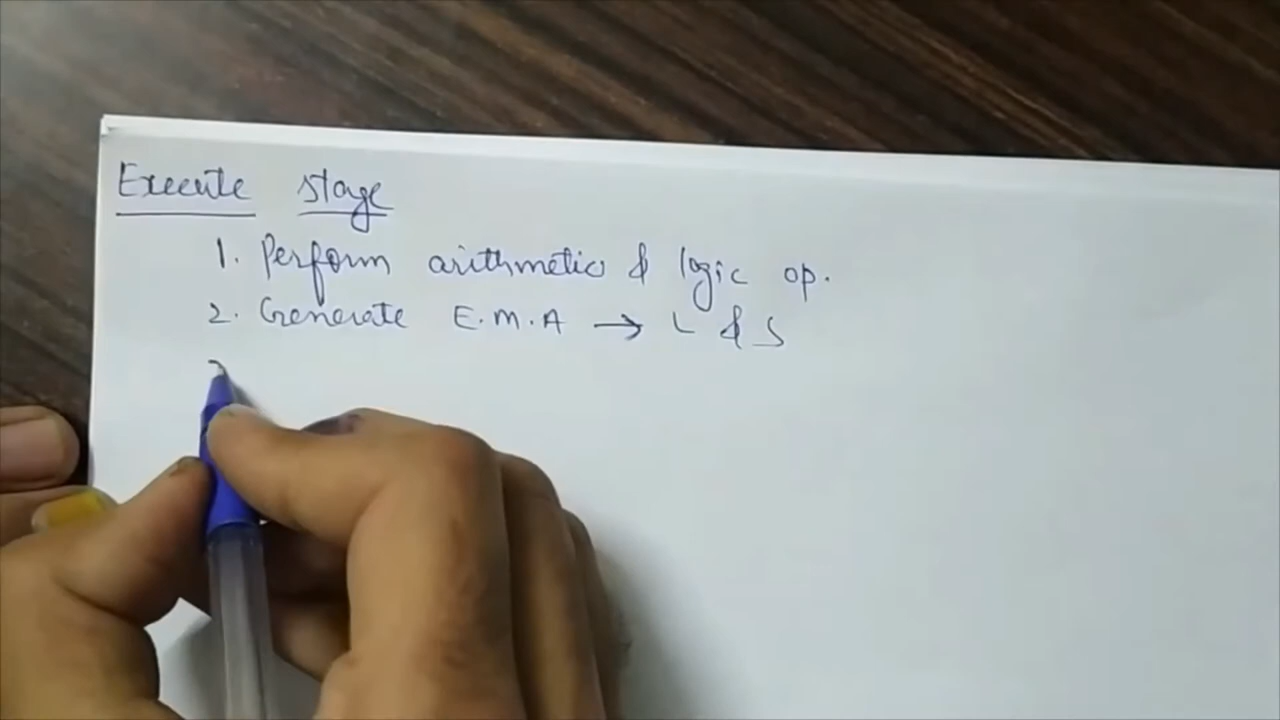 Execute stage
1. Perform arithmetic & logic op.
2. Generate E.M.A → L & S